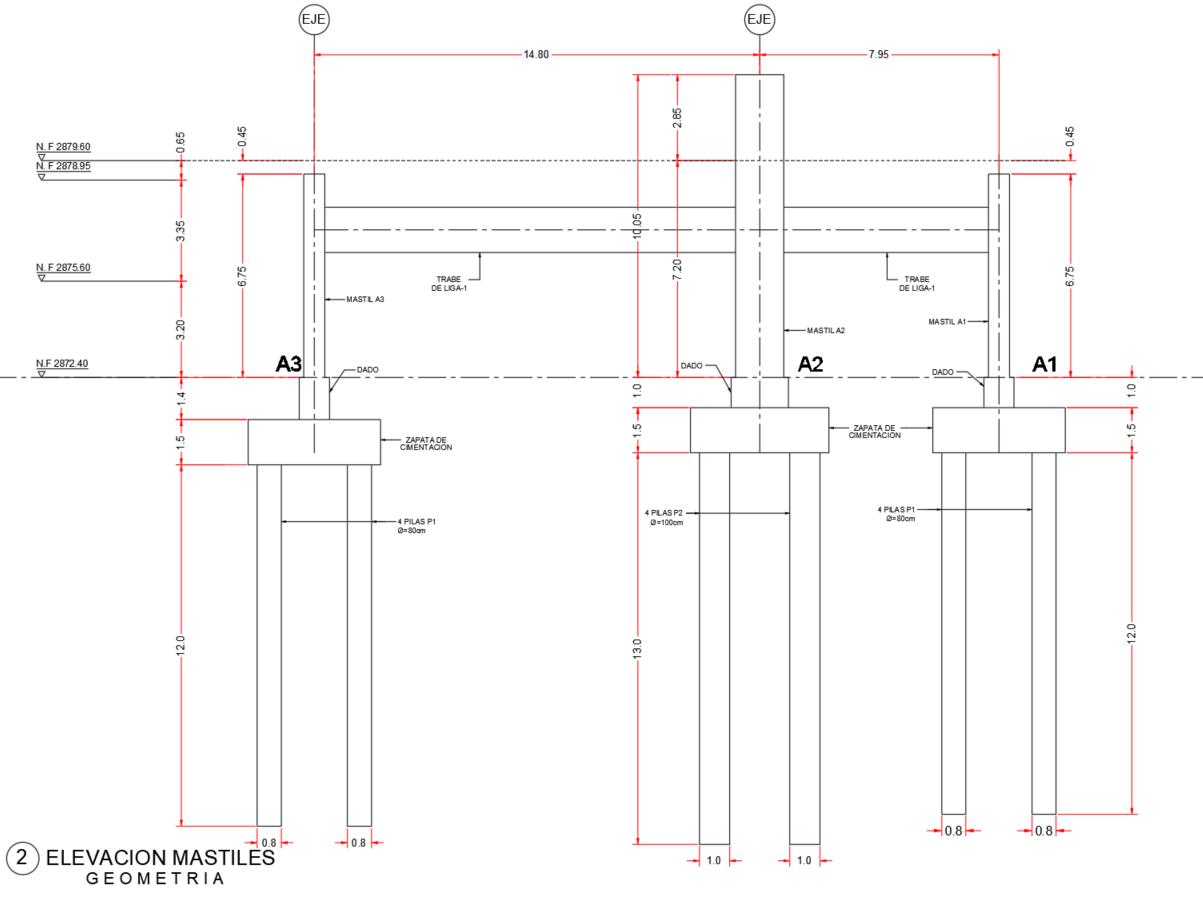 EJE
EJE
14.80
7.95
N. F 2879.60
N. F 2878.95
N. F 2875.60
N.F 2872.40
0.65
0.45
2.85
0.45
3.35
6.75
10.05
7.20
6.75
3.20
TRABE
DE LIGA-1
TRABE
DE LIGA-1
MASTIL A3
MASTIL A2
MASTIL A1
A3
A2
A1
DADO
DADO
DADO
1.4
1.0
1.0
1.5
1.5
1.5
ZAPATA DE
CIMENTACION
ZAPATA DE
CIMENTACION
4 PILAS P1
Ø=80cm
4 PILAS P2
Ø=100cm
4 PILAS P1
Ø=80cm
12.0
13.0
12.0
0.8
0.8
1.0
1.0
0.8
0.8
2 ELEVACION MASTILES
GEOMETRIA